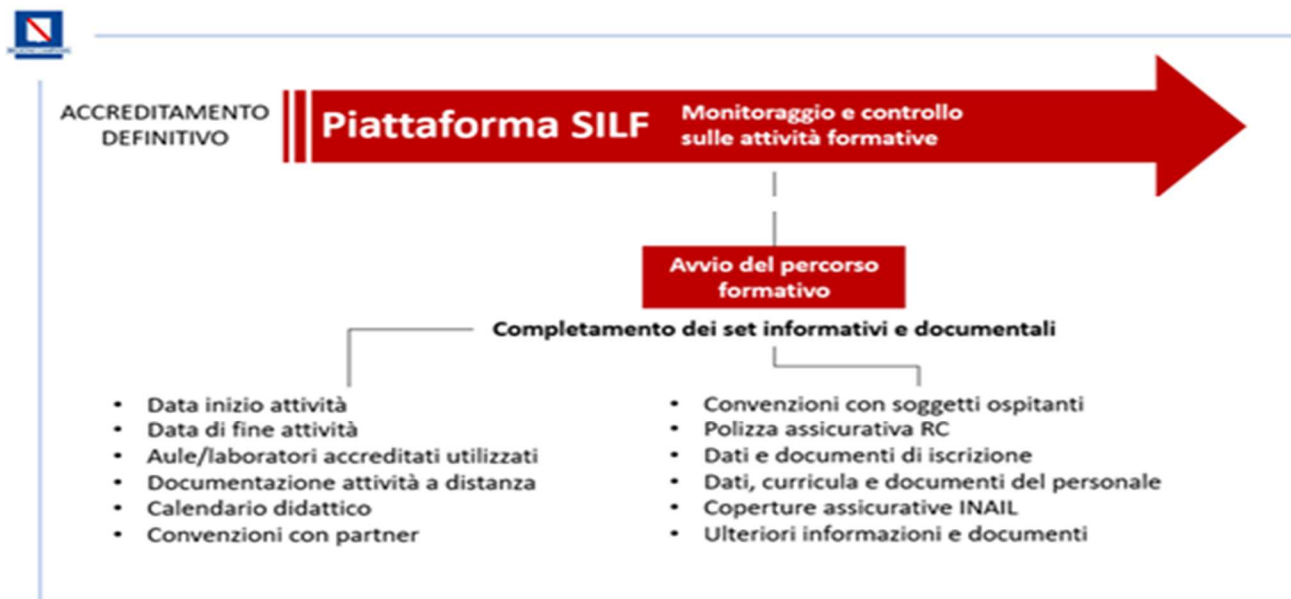 ACCREDITAMENTO
DEFINITIVO
Piattaforma SILF
Monitoraggio e controllo
sulle attività formative
Avvio del percorso
formativo
Completamento dei set informativi e documentali
• Data inizio attività
• Data di fine attività
• Aule/laboratori accreditati utilizzati
• Documentazione attività a distanza
• Calendario didattico
• Convenzioni con partner
• Convenzioni con soggetti ospitanti
• Polizza assicurativa RC
• Dati e documenti di iscrizione
• Dati, curricula e documenti del personale
• Coperture assicurative INAIL
• Ulteriori informazioni e documenti